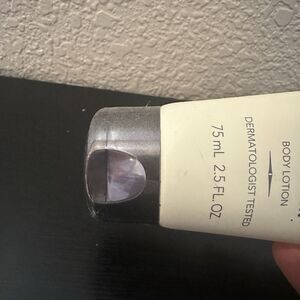 BODY LOTION
DERMATOLOGIST TESTED
75 mL 2.5 FL. OZ